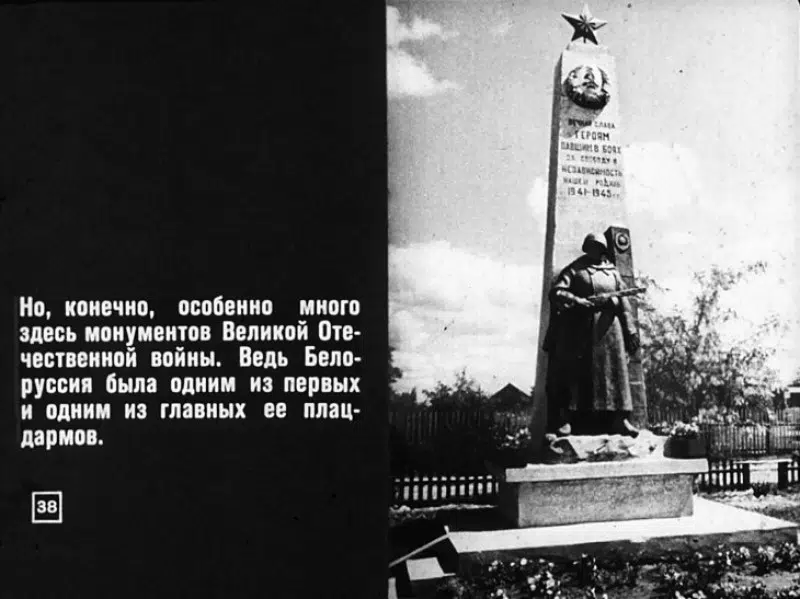 Но, конечно, особенно много
здесь монументов Великой Оте-
чественной войны. Ведь Бело-
руссия была одним из первых
и одним из главных ее плац-
дармов.
38
ВЕЧНАЯ СЛАВА
ГЕРОЯМ
ПАВШИМ В БОЯХ
ЗА СВОБОДУ И
НЕЗАВИСИМОСТЬ
НАШЕЙ РОДИНЫ
1941-1945 гг